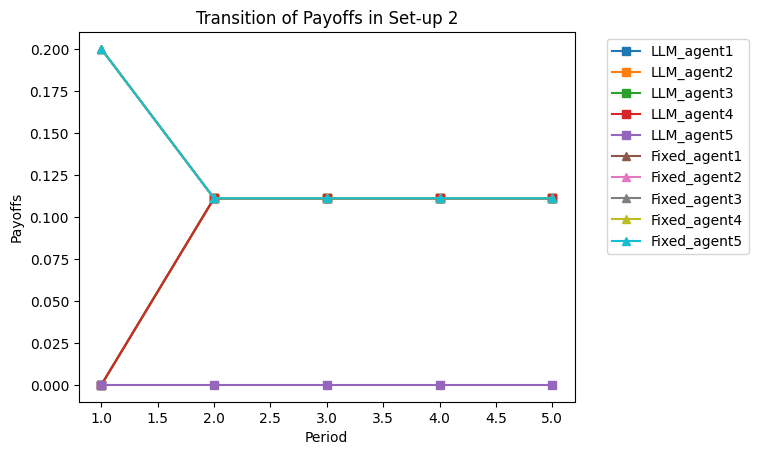 Transition of Payoffs in Set-up 2
Payoffs
0.200
0.175
0.150
0.125
0.100
0.075
0.050
0.025
0.000
1.0 1.5 2.0 2.5 3.0 3.5 4.0 4.5 5.0
Period
LLM_agent1
LLM_agent2
LLM_agent3
LLM_agent4
LLM_agent5
Fixed_agent1
Fixed_agent2
Fixed_agent3
Fixed_agent4
Fixed_agent5